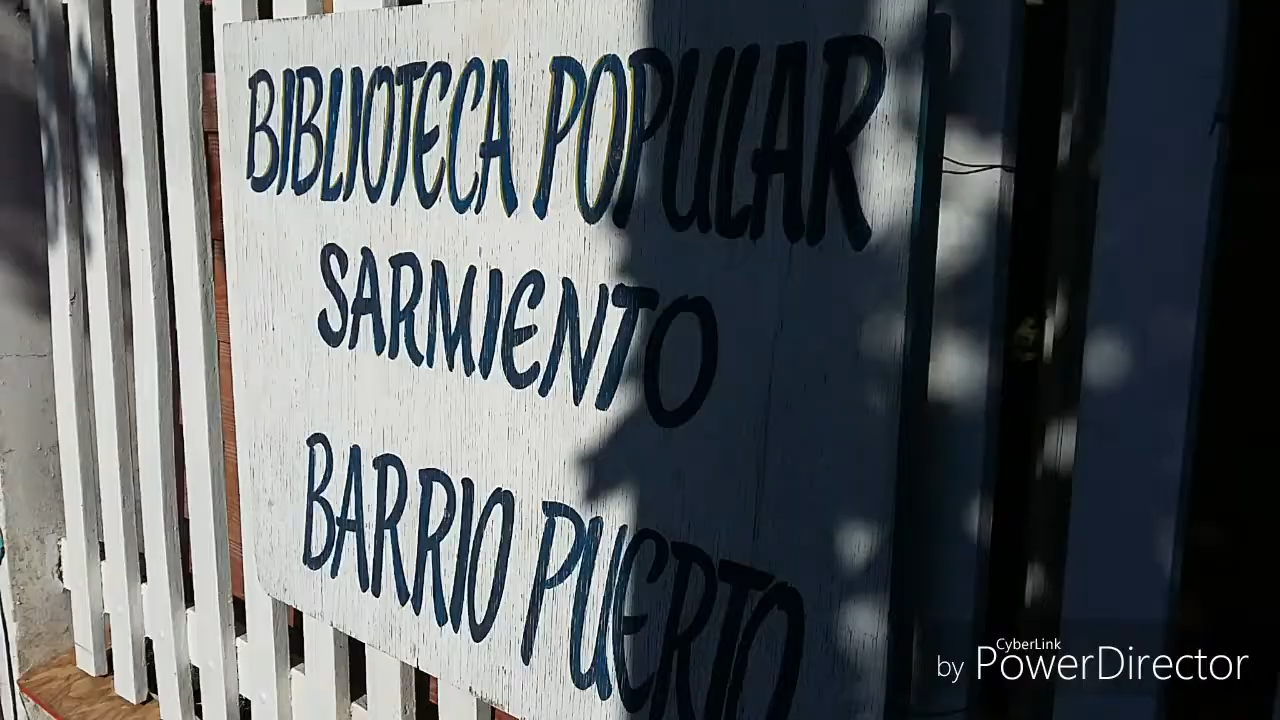 BIBLIOTECA POPULAR
SARMIENTO
BARRIO PUERTO
by CyberLink PowerDirector